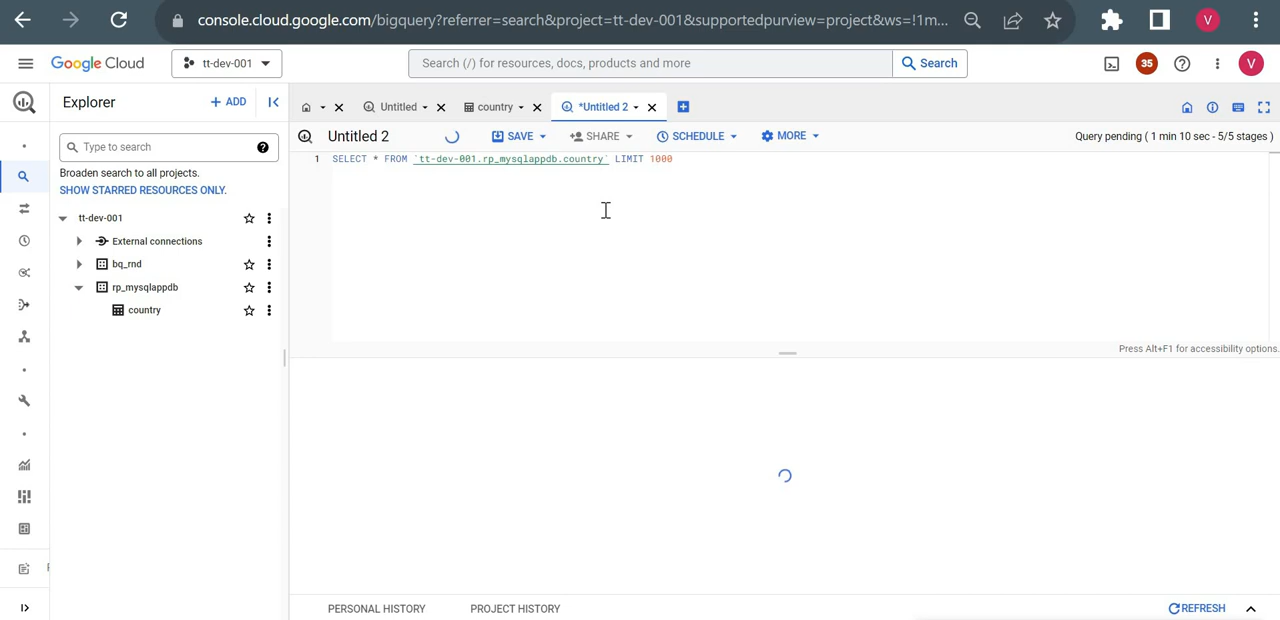 console.cloud.google.com/bigquery?referrer=search&project=tt-dev-001&supportedpurview=project&ws=!1m...
V
Google Cloud
tt-dev-001
Search (/) for resources, docs, products and more
Search
35
V
Explorer
+ ADD
Untitled
country
*Untitled 2
Untitled 2
SAVE
SHARE
SCHEDULE
MORE
Query pending ( 1 min 10 sec - 5/5 stages )
Type to search
Broaden search to all projects.
SHOW STARRED RESOURCES ONLY.
1 SELECT * FROM `tt-dev-001.rp_mysqlappdb.country` LIMIT 1000
tt-dev-001
External connections
bq_rnd
rp_mysqlappdb
country
Press Alt+F1 for accessibility options.
PERSONAL HISTORY
PROJECT HISTORY
REFRESH